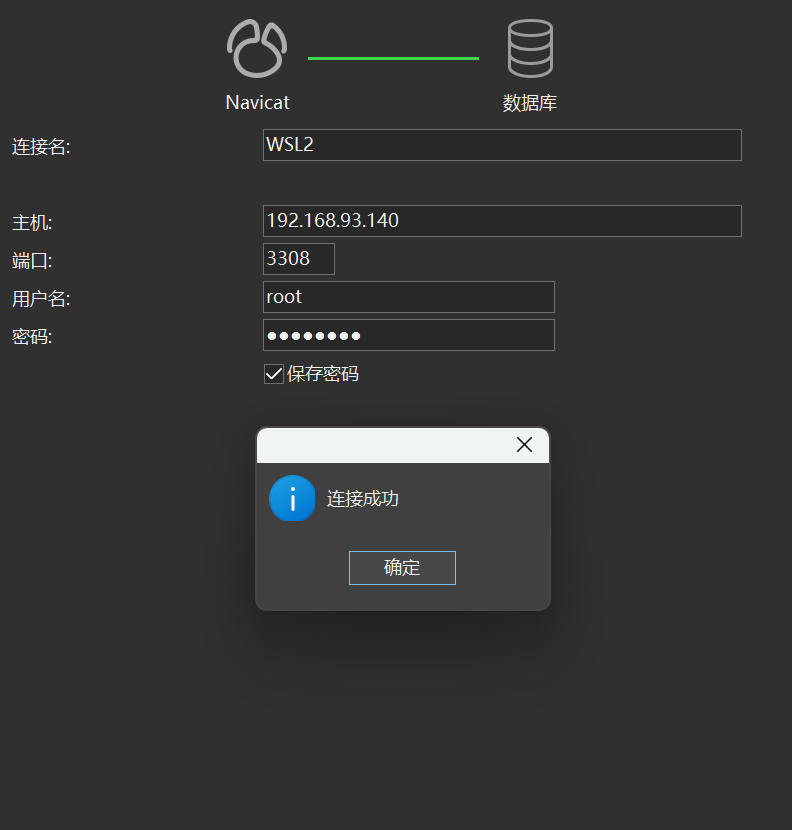 Navicat
数据库
连接名:
WSL2
主机:
192.168.93.140
端口:
3308
用户名:
root
密码:
●●●●●●●●
保存密码
连接成功
确定